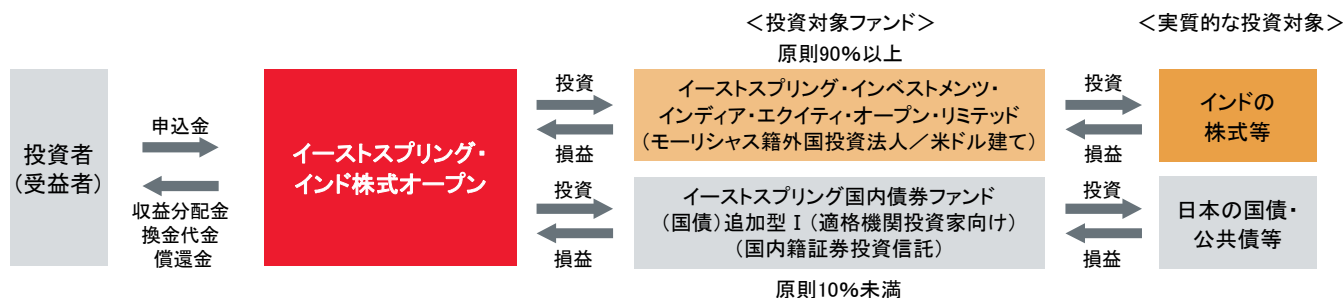 ＜投資対象ファンド＞
＜実質的な投資対象＞
原則90％以上
投資者
（受益者）
申込金
収益分配金
換金代金
償還金
イーストスプリング・
インド株式オープン
投資
損益
イーストスプリング・インベストメンツ・
インディア・エクイティ・オープン・リミテッド
（モーリシャス籍外国投資法人／米ドル建て）
投資
損益
インドの
株式等
投資
損益
イーストスプリング国内債券ファンド
（国債）追加型Ⅰ（適格機関投資家向け）
（国内籍証券投資信託）
投資
損益
日本の国債・
公共債等
原則10％未満